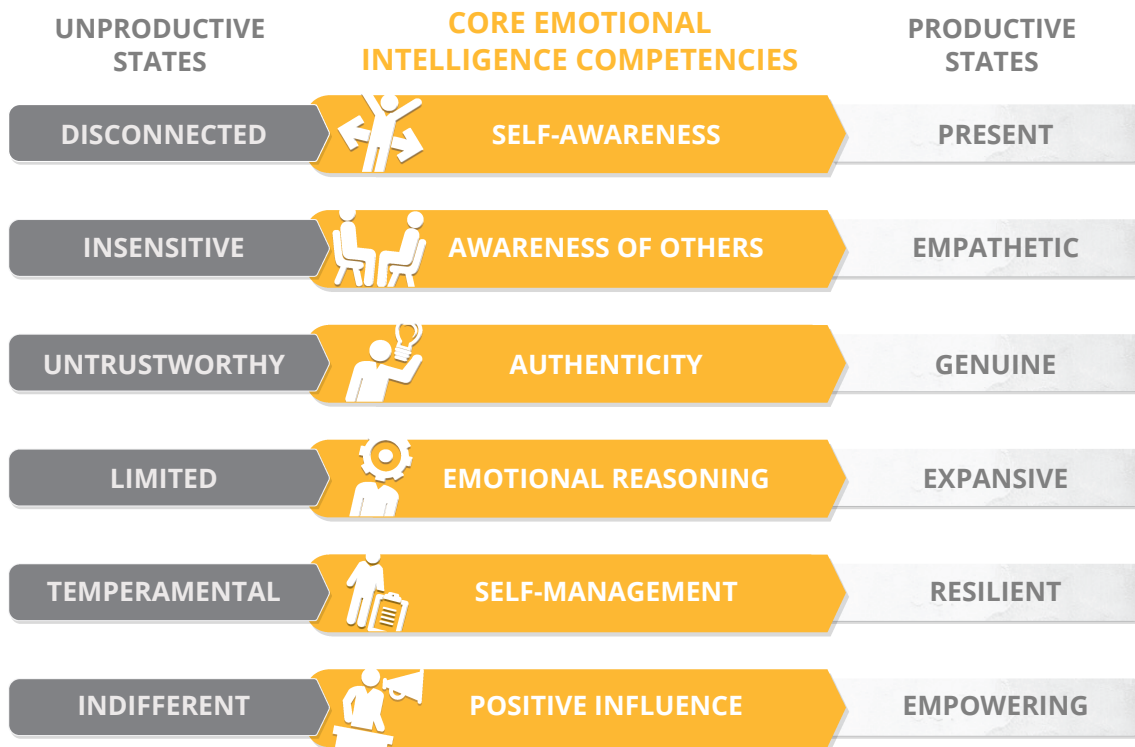 UNPRODUCTIVE
STATES
CORE EMOTIONAL
INTELLIGENCE COMPETENCIES
PRODUCTIVE
STATES
DISCONNECTED
SELF-AWARENESS
PRESENT
INSENSITIVE
AWARENESS OF OTHERS
EMPATHETIC
UNTRUSTWORTHY
AUTHENTICITY
GENUINE
LIMITED
EMOTIONAL REASONING
EXPANSIVE
TEMPERAMENTAL
SELF-MANAGEMENT
RESILIENT
INDIFFERENT
POSITIVE INFLUENCE
EMPOWERING